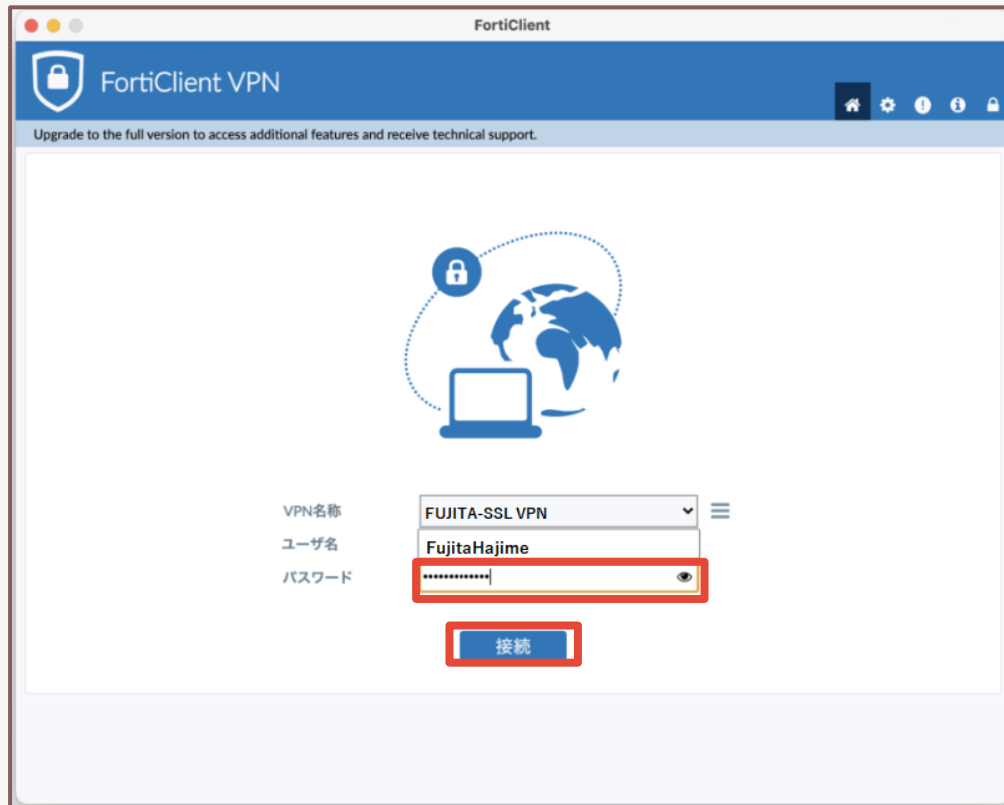 FortiClient
FortiClient VPN
Upgrade to the full version to access additional features and receive technical support.
VPN名称
FUJITA-SSL VPN
ユーザ名
FujitaHajime
パスワード
•••••••••••••
接続